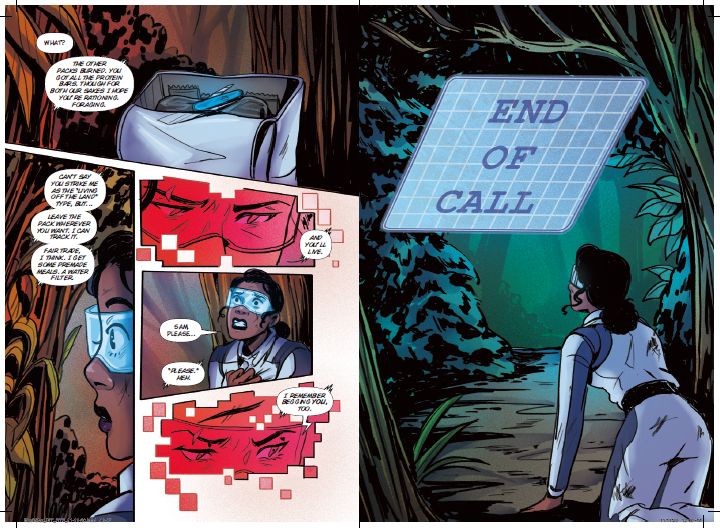 WHAT?
THE OTHER
PACKS BURNED. YOU
GOT ALL THE PROTEIN
BARS. THOUGH FOR
BOTH OUR SAKES I HOPE
YOU'RE RATIONING.
FORAGING.
CAN'T SAY
YOU STRIKE ME
AS THE "LIVING
OFF THE LAND"
TYPE, BUT...
LEAVE THE
PACK WHEREVER
YOU WANT. I CAN
TRACK IT.
FAIR TRADE,
I THINK. I GET
SOME PREMADE
MEALS. A WATER
FILTER.
AND
YOU'LL
LIVE.
SAM,
PLEASE...
"PLEASE."
HEH.
I REMEMBER
BEGGING YOU,
TOO.
END
OF
CALL